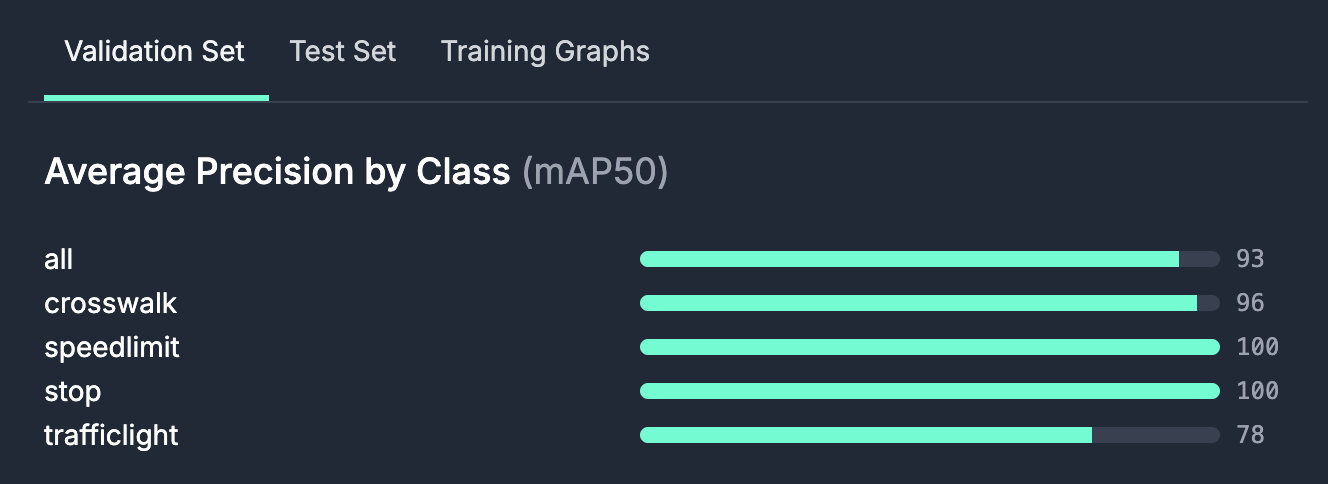 Validation Set Test Set Training Graphs
Average Precision by Class (mAP50)
all 93
crosswalk 96
speedlimit 100
stop 100
trafficlight 78